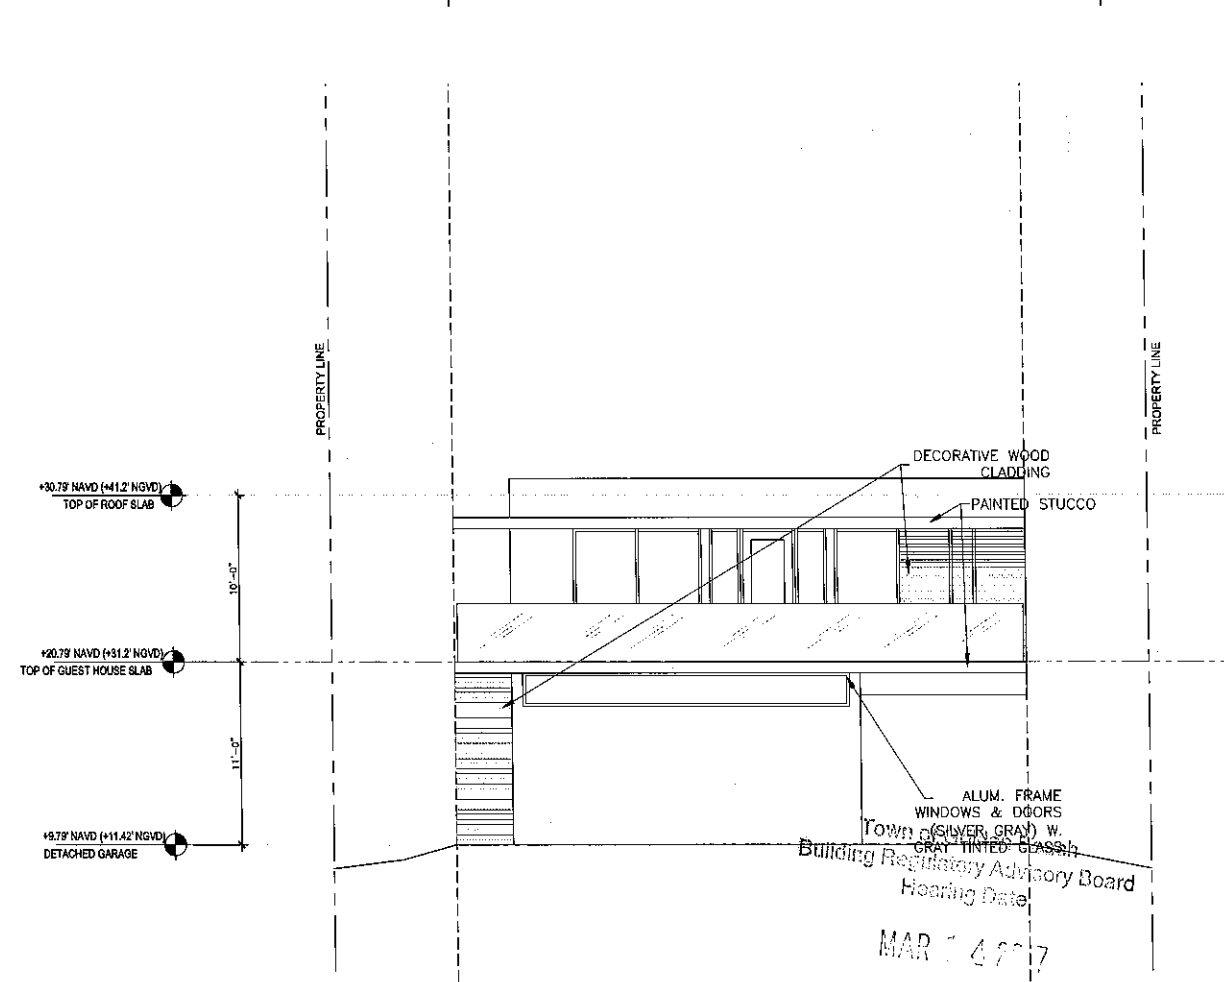 PROPERTY LINE
PROPERTY LINE
DECORATIVE WOOD
CLADDING
+30.79' NAVD (+41.2' NGVD)
TOP OF ROOF SLAB
PAINTED STUCCO
10'-0"
+20.79' NAVD (+31.2' NGVD)
TOP OF GUEST HOUSE SLAB
11'-0"
ALUM. FRAME
WINDOWS & DOORS
(SILVER GRAY) W.
GRAY TINTED GLASS
+9.79' NAVD (+11.42' NGVD)
DETACHED GARAGE
Town
Building Regulatory Advisory Board
Hearing Date
MAR